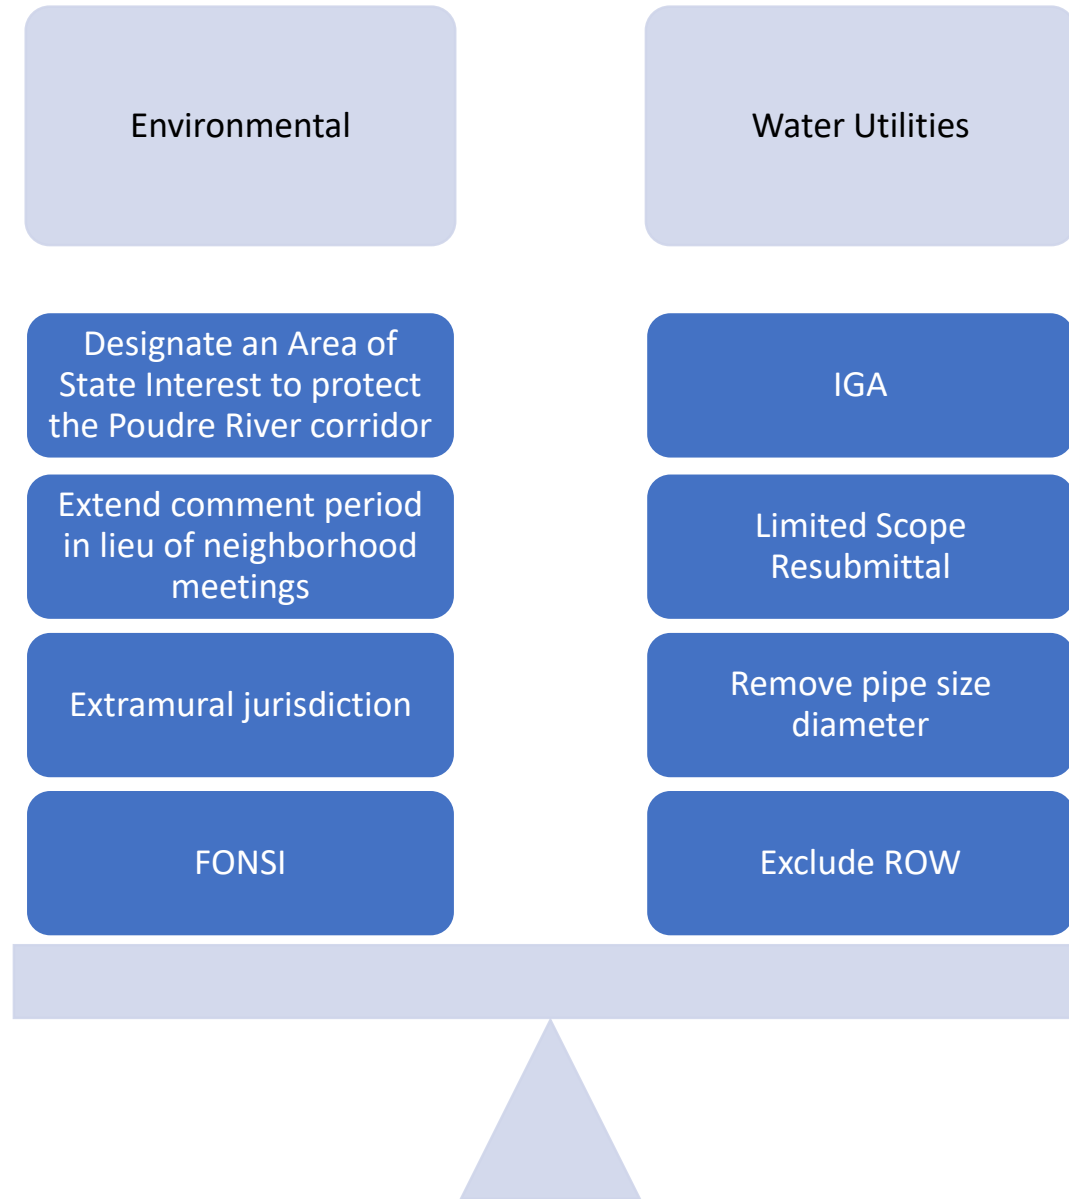 Environmental
Designate an Area of
State Interest to protect
the Poudre River corridor
Extend comment period
in lieu of neighborhood
meetings
Extramural jurisdiction
FONSI
Water Utilities
IGA
Limited Scope
Resubmittal
Remove pipe size
diameter
Exclude ROW